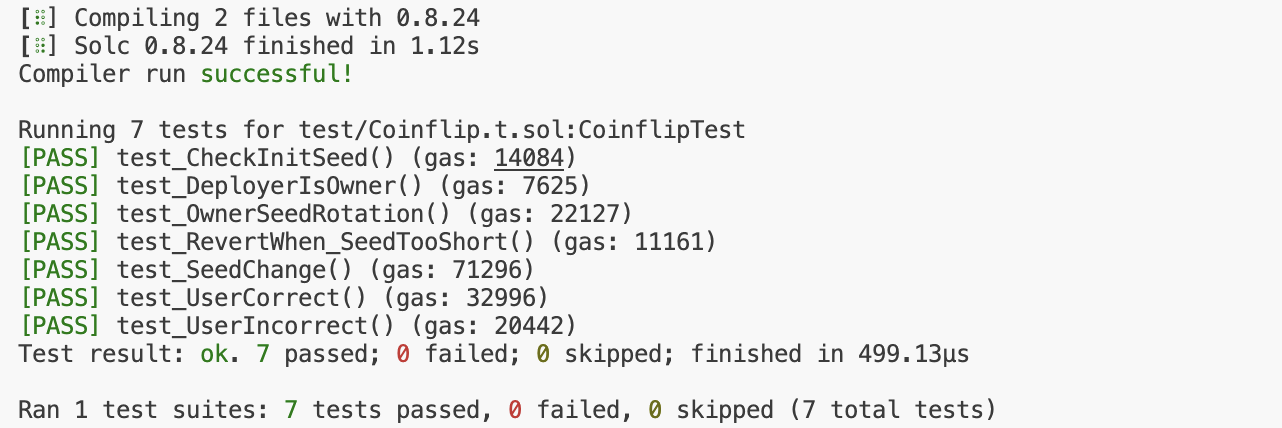 [⠿] Compiling 2 files with 0.8.24
[⠿] Solc 0.8.24 finished in 1.12s
Compiler run successful!
Running 7 tests for test/Coinflip.t.sol:CoinflipTest
[PASS] test_CheckInitSeed() (gas: 14084)
[PASS] test_DeployerIsOwner() (gas: 7625)
[PASS] test_OwnerSeedRotation() (gas: 22127)
[PASS] test_RevertWhen_SeedTooShort() (gas: 11161)
[PASS] test_SeedChange() (gas: 71296)
[PASS] test_UserCorrect() (gas: 32996)
[PASS] test_UserIncorrect() (gas: 20442)
Test result: ok. 7 passed; 0 failed; 0 skipped; finished in 499.13µs
Ran 1 test suites: 7 tests passed, 0 failed, 0 skipped (7 total tests)